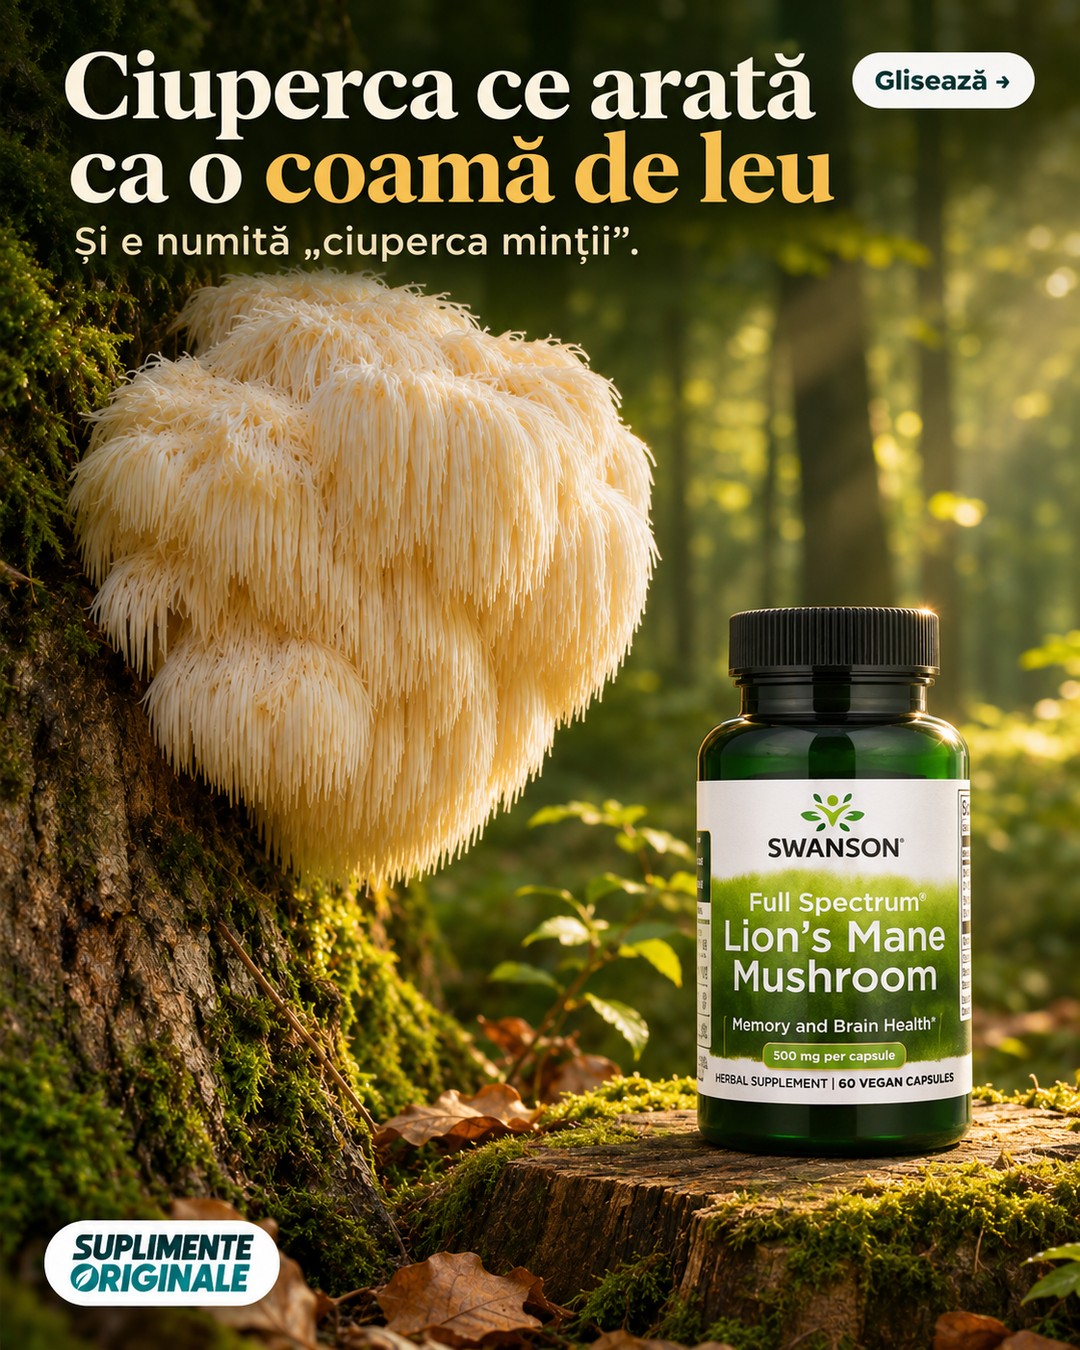 Ciuperca ce arată
ca o coamă de leu
Și e numită „ciuperca minții”.
Glisează →
SWANSON®
Full Spectrum®
Lion's Mane
Mushroom
Memory and Brain Health*
500 mg per capsule
HERBAL SUPPLEMENT | 60 VEGAN CAPSULES
SUPLIMENTE
ORIGINALE